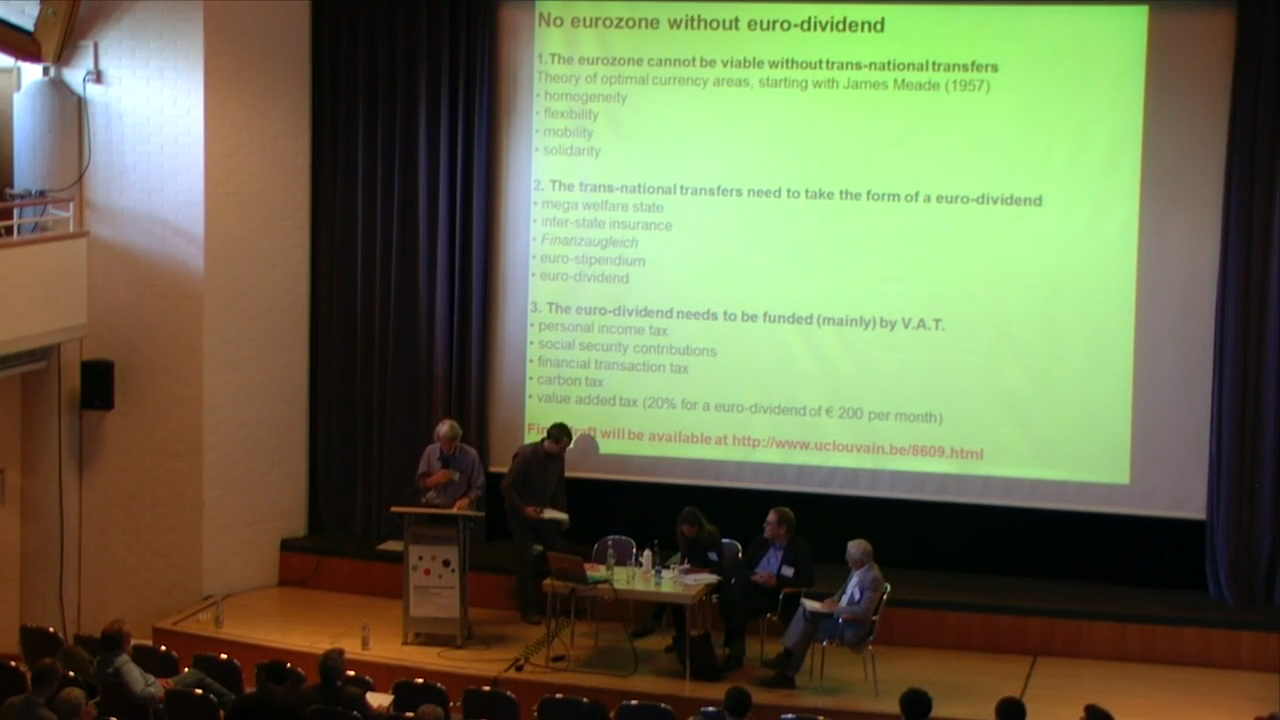 No eurozone without euro-dividend
1.The eurozone cannot be viable without trans-national transfers
Theory of optimal currency areas, starting with James Meade (1957)
• homogeneity
• flexibility
• mobility
• solidarity
2. The trans-national transfers need to take the form of a euro-dividend
• mega welfare state
• inter-state insurance
• Finanzaugleich
• euro-stipendium
• euro-dividend
3. The euro-dividend needs to be funded (mainly) by V.A.T.
• personal income tax
• social security contributions
• financial transaction tax
• carbon tax
• value added tax (20% for a euro-dividend of € 200 per month)
will be available at http://www.uclouvain.be/8609.html